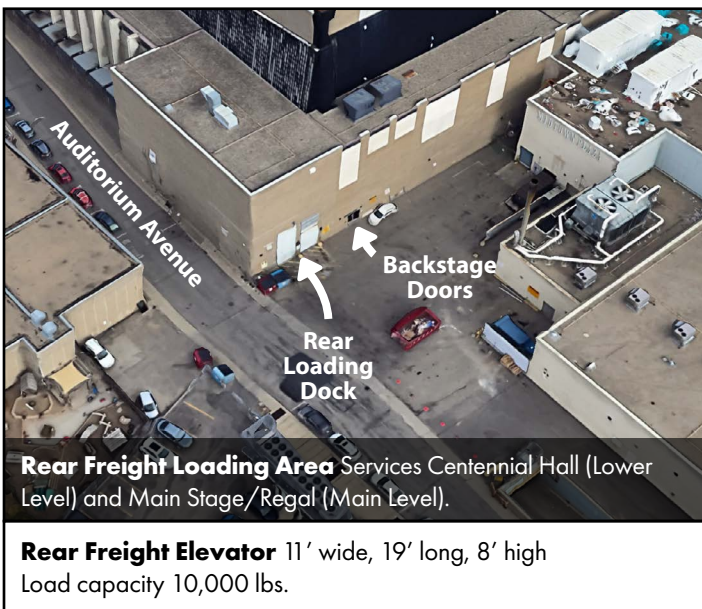 Auditorium Avenue
Backstage
Doors
Rear
Loading
Dock
Rear Freight Loading Area Services Centennial Hall (Lower
Level) and Main Stage/Regal (Main Level).
Rear Freight Elevator 11’ wide, 19’ long, 8’ high
Load capacity 10,000 lbs.